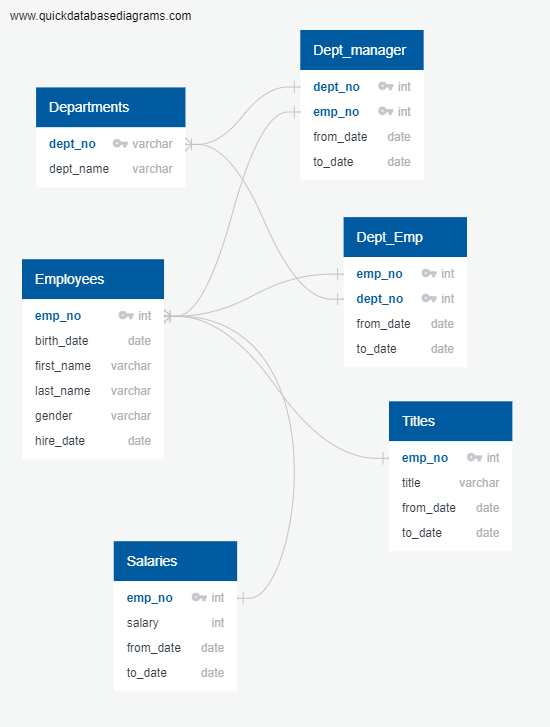 www.quickdatabasediagrams.com
Dept_manager
dept_no int
emp_no int
from_date date
to_date date
Departments
dept_no varchar
dept_name varchar
Dept_Emp
emp_no int
dept_no int
from_date date
to_date date
Employees
emp_no int
birth_date date
first_name varchar
last_name varchar
gender varchar
hire_date date
Titles
emp_no int
title varchar
from_date date
to_date date
Salaries
emp_no int
salary int
from_date date
to_date date